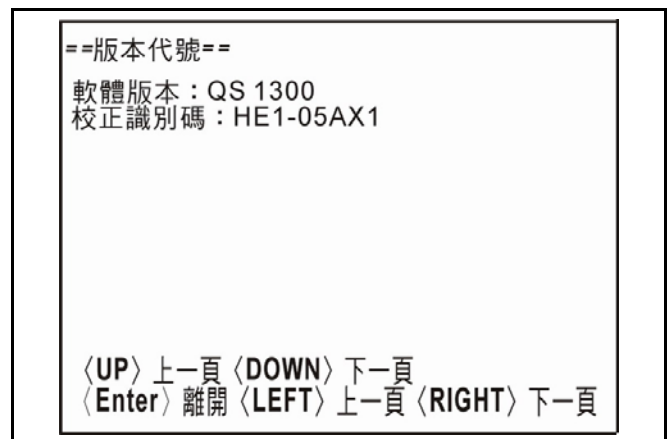 ==版本代號==
軟體版本：QS 1300
校正識別碼：HE1-05AX1
〈UP〉上一頁〈DOWN〉下一頁
〈Enter〉離開〈LEFT〉上一頁〈RIGHT〉下一頁